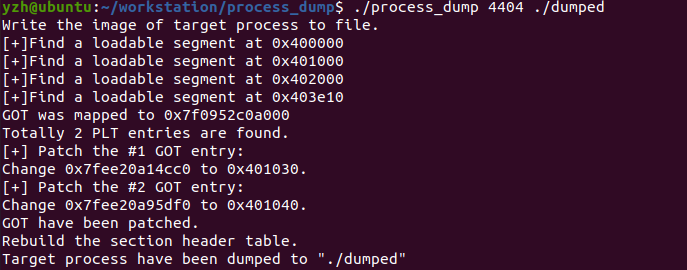 yzh@ubuntu:~/workstation/process_dump$ ./process_dump 4404 ./dumped
Write the image of target process to file.
[+]Find a loadable segment at 0x400000
[+]Find a loadable segment at 0x401000
[+]Find a loadable segment at 0x402000
[+]Find a loadable segment at 0x403e10
GOT was mapped to 0x7f0952c0a000
Totally 2 PLT entries are found.
[+] Patch the #1 GOT entry:
Change 0x7fee20a14cc0 to 0x401030.
[+] Patch the #2 GOT entry:
Change 0x7fee20a95df0 to 0x401040.
GOT have been patched.
Rebuild the section header table.
Target process have been dumped to "./dumped"